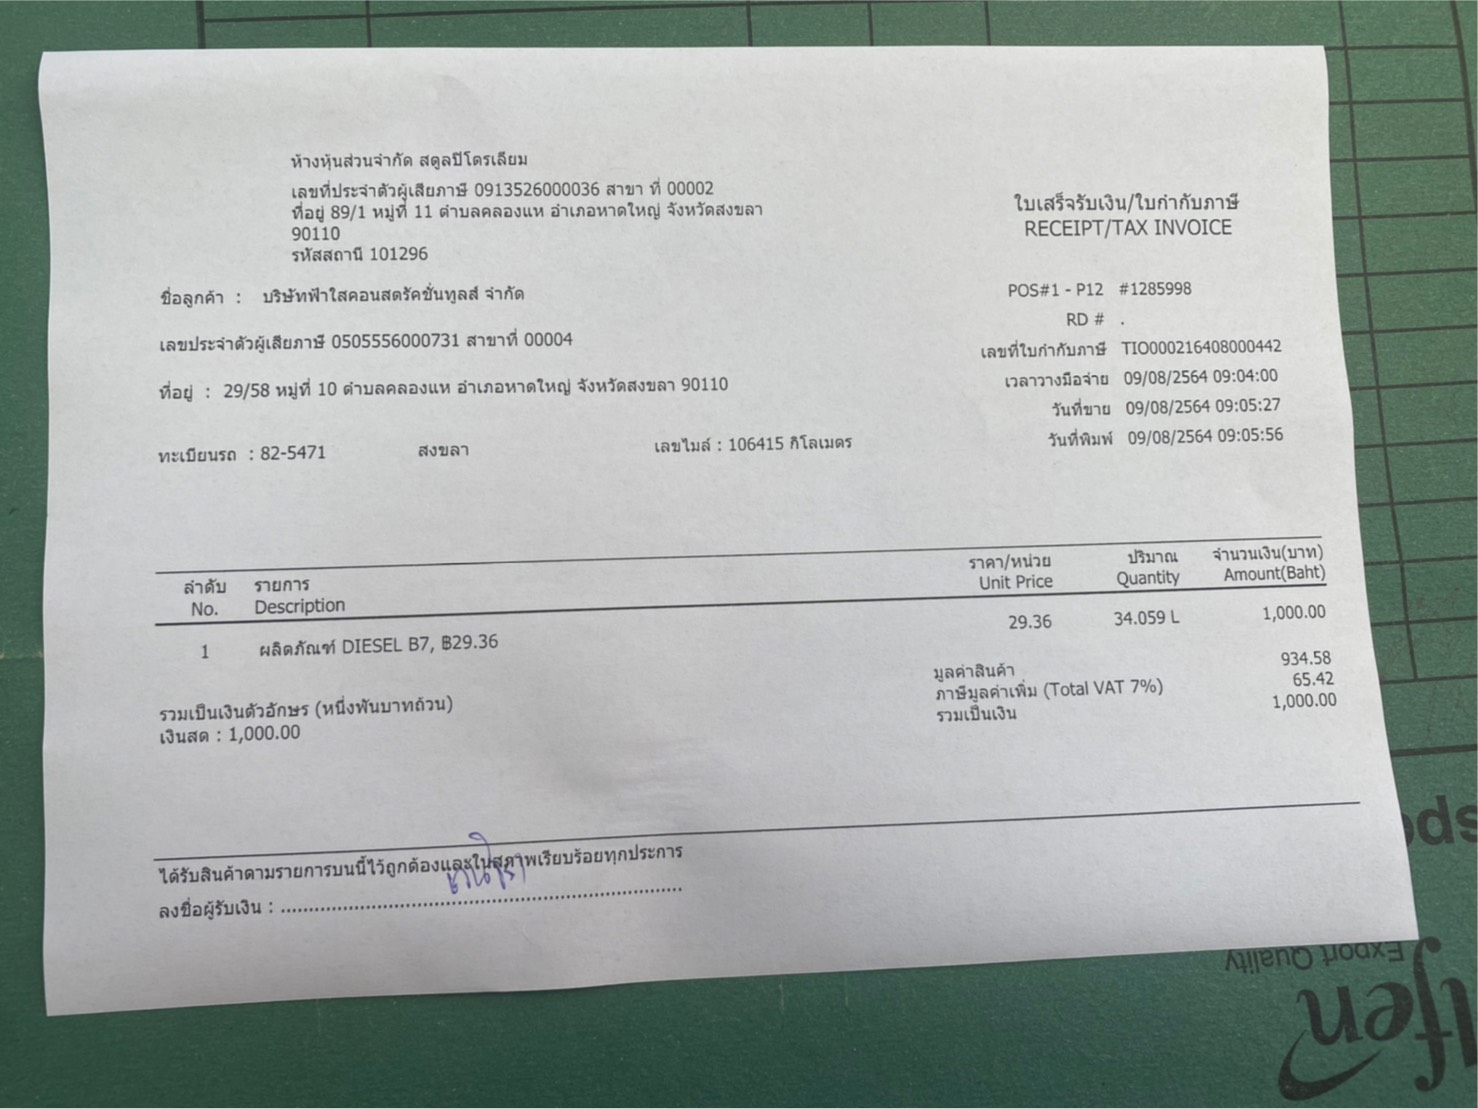 ห้างหุ้นส่วนจำกัด สตูลปิโตรเลียม
เลขที่ประจำตัวผู้เสียภาษี 0913526000036 สาขา ที่ 00002
ที่อยู่ 89/1 หมู่ที่ 11 ตำบลคลองแห อำเภอหาดใหญ่ จังหวัดสงขลา
90110
รหัสสถานี 101296
ใบเสร็จรับเงิน/ใบกำกับภาษี
RECEIPT/TAX INVOICE
ชื่อลูกค้า : บริษัทฟ้าใสคอนสตรัคชั่นทูลส์ จำกัด
เลขประจำตัวผู้เสียภาษี 0505556000731 สาขาที่ 00004
ที่อยู่ : 29/58 หมู่ที่ 10 ตำบลคลองแห อำเภอหาดใหญ่ จังหวัดสงขลา 90110
ทะเบียนรถ : 82-5471 สงขลา เลขไมล์ : 106415 กิโลเมตร
POS#1 - P12 #1285998
RD # .
เลขที่ใบกำกับภาษี TIO000216408000442
เวลาวางมือจ่าย 09/08/2564 09:04:00
วันที่ขาย 09/08/2564 09:05:27
วันที่พิมพ์ 09/08/2564 09:05:56
ลำดับ รายการ ราคา/หน่วย ปริมาณ จำนวนเงิน(บาท)
No. Description Unit Price Quantity Amount(Baht)
1 ผลิตภัณฑ์ DIESEL B7, ฿29.36 29.36 34.059 L 1,000.00
มูลค่าสินค้า 934.58
ภาษีมูลค่าเพิ่ม (Total VAT 7%) 65.42
รวมเป็นเงิน 1,000.00
รวมเป็นเงินตัวอักษร (หนึ่งพันบาทถ้วน)
เงินสด : 1,000.00
ได้รับสินค้าตามรายการบนนี้ไว้ถูกต้องและในสภาพเรียบร้อยทุกประการ
ลงชื่อผู้รับเงิน : ........................................................................
Export Quality